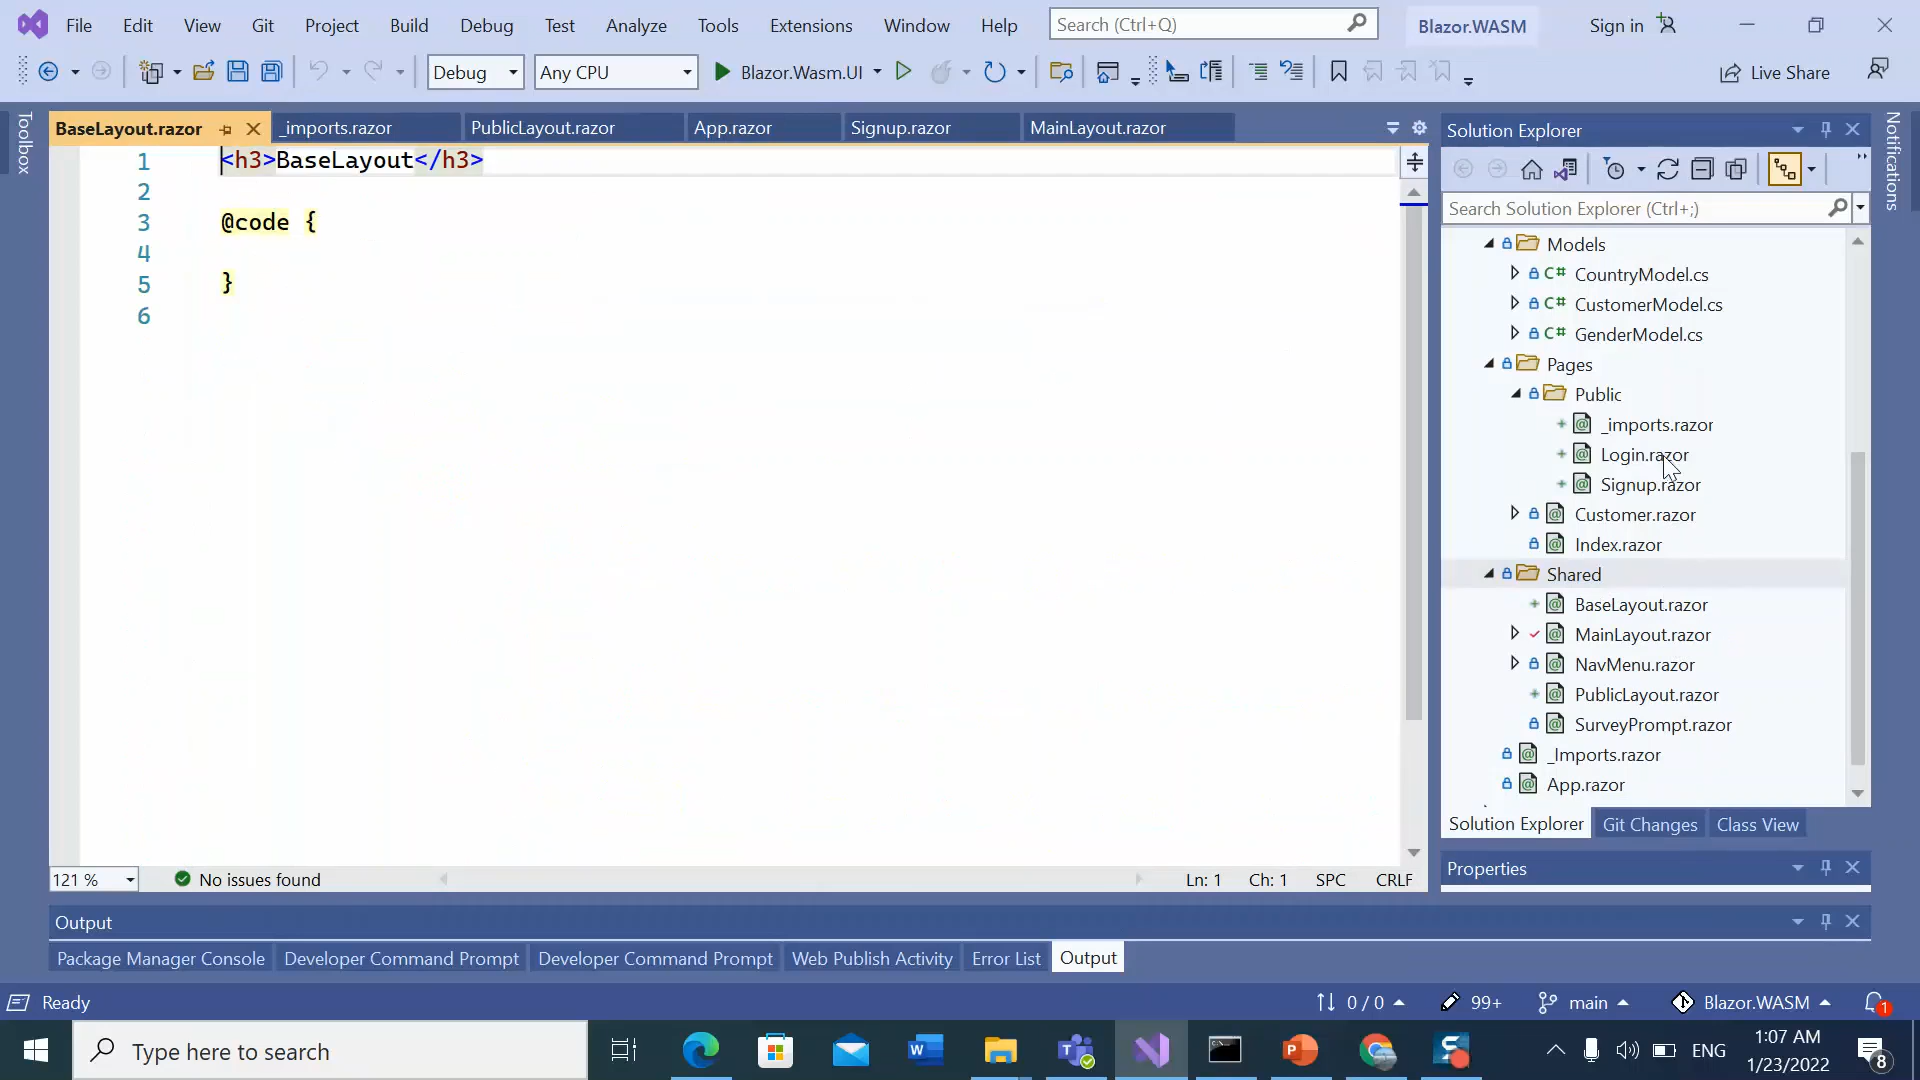 File Edit View Git Project Build Debug Test Analyze Tools Extensions Window Help Search (Ctrl+Q) Blazor.WASM Sign in
Debug Any CPU Blazor.Wasm.UI Live Share
Toolbox
BaseLayout.razor _imports.razor PublicLayout.razor App.razor Signup.razor MainLayout.razor
1 <h3>BaseLayout</h3>
2
3 @code {
4
5 }
6
121 % No issues found Ln: 1 Ch: 1 SPC CRLF
Solution Explorer
Search Solution Explorer (Ctrl+;)
Models
C# CountryModel.cs
C# CustomerModel.cs
C# GenderModel.cs
Pages
Public
_imports.razor
Login.razor
Signup.razor
Customer.razor
Index.razor
Shared
BaseLayout.razor
MainLayout.razor
NavMenu.razor
PublicLayout.razor
SurveyPrompt.razor
_Imports.razor
App.razor
Solution Explorer Git Changes Class View
Properties
Notifications
Output
Package Manager Console Developer Command Prompt Developer Command Prompt Web Publish Activity Error List Output
Ready 0 / 0 99+ main Blazor.WASM 1
Type here to search ENG 1:07 AM
1/23/2022 8